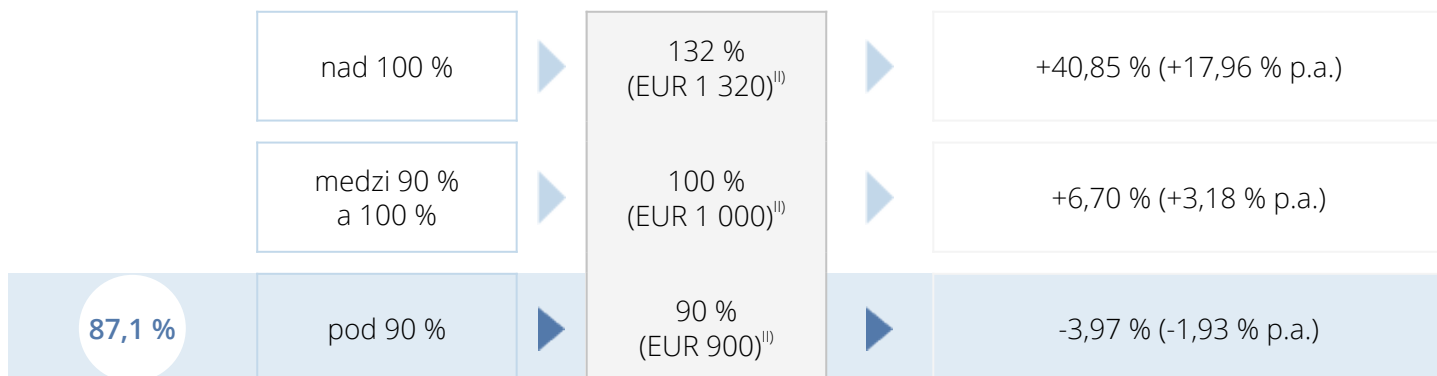 nad 100 %
132 %
(EUR 1 320)II)
+40,85 % (+17,96 % p.a.)
medzi 90 %
a 100 %
100 %
(EUR 1 000)II)
+6,70 % (+3,18 % p.a.)
87,1 %
pod 90 %
90 %
(EUR 900)II)
-3,97 % (-1,93 % p.a.)